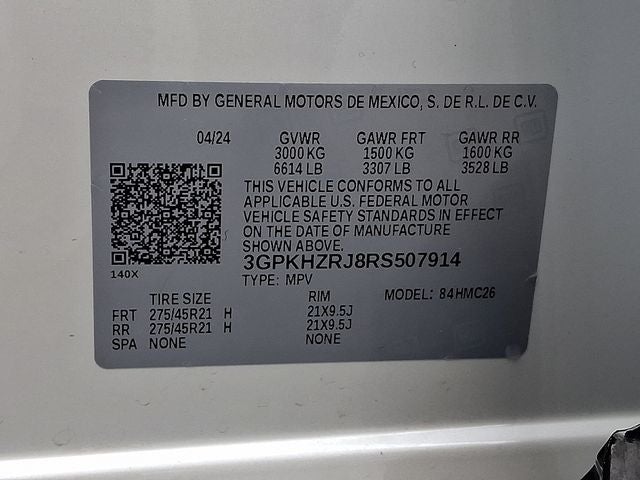 MFD BY GENERAL MOTORS DE MEXICO, S. DE R.L. DE C.V.
04/24 GVWR GAWR FRT GAWR RR
3000 KG 1500 KG 1600 KG
6614 LB 3307 LB 3528 LB
THIS VEHICLE CONFORMS TO ALL
APPLICABLE U.S. FEDERAL MOTOR
VEHICLE SAFETY STANDARDS IN EFFECT
ON THE DATE OF MANUFACTURE
SHOWN ABOVE.
3GPKHZRJ8RS507914
140X TYPE: MPV
TIRE SIZE RIM MODEL: 84HMC26
FRT 275/45R21 H 21X9.5J
RR 275/45R21 H 21X9.5J
SPA NONE NONE